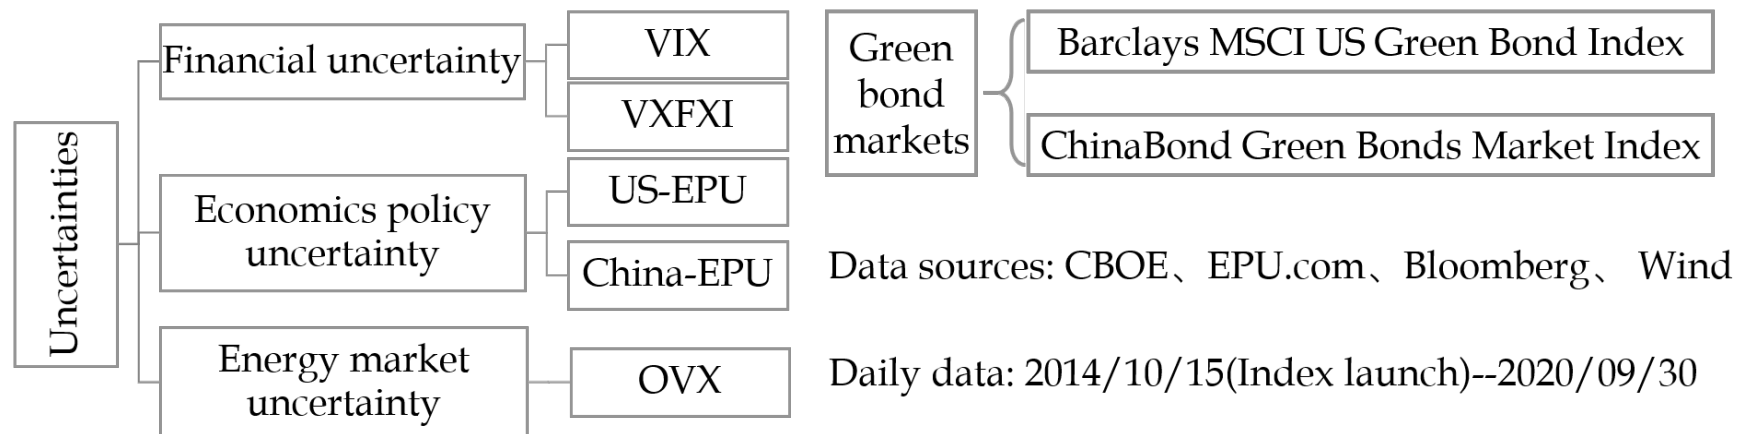 Uncertainties
Financial uncertainty
VIX
VXFXI
Economics policy
uncertainty
US-EPU
China-EPU
Energy market
uncertainty
OVX
Green
bond
markets
Barclays MSCI US Green Bond Index
ChinaBond Green Bonds Market Index
Data sources: CBOE、EPU.com、Bloomberg、 Wind
Daily data: 2014/10/15(Index launch)--2020/09/30